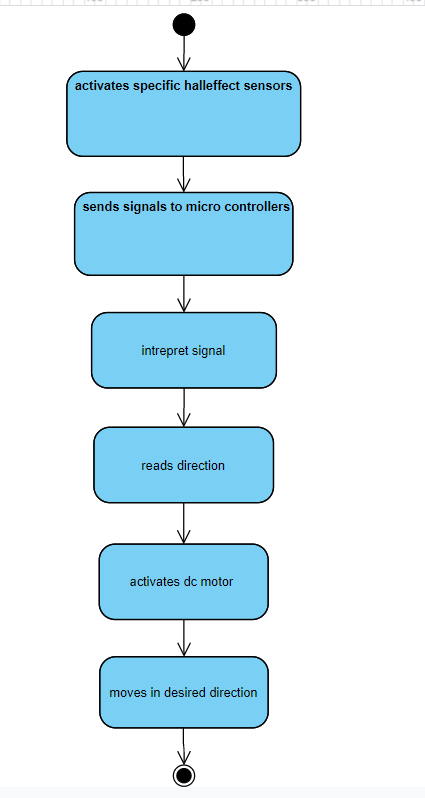 activates specific halleffect sensors
sends signals to micro controllers
intrepret signal
reads direction
activates dc motor
moves in desired direction